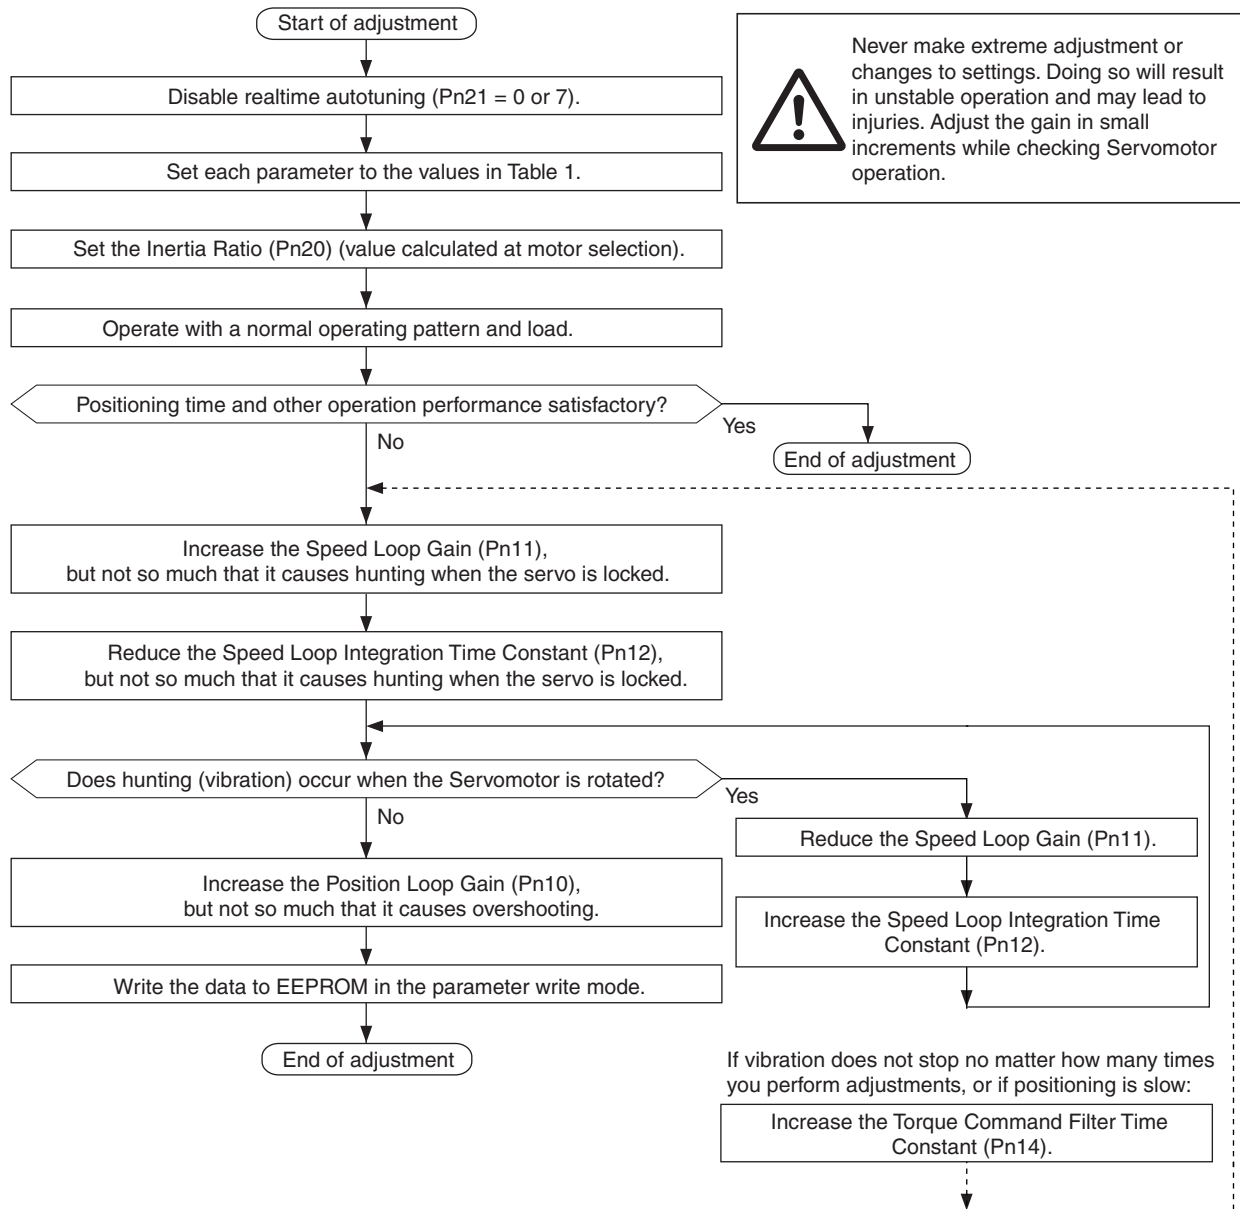 Start of adjustment
Never make extreme adjustment or
changes to settings. Doing so will result
in unstable operation and may lead to
injuries. Adjust the gain in small
increments while checking Servomotor
operation.
Disable realtime autotuning (Pn21 = 0 or 7).
Set each parameter to the values in Table 1.
Set the Inertia Ratio (Pn20) (value calculated at motor selection).
Operate with a normal operating pattern and load.
Positioning time and other operation performance satisfactory?
Yes
No
End of adjustment
Increase the Speed Loop Gain (Pn11),
but not so much that it causes hunting when the servo is locked.
Reduce the Speed Loop Integration Time Constant (Pn12),
but not so much that it causes hunting when the servo is locked.
Does hunting (vibration) occur when the Servomotor is rotated?
Yes
No
Reduce the Speed Loop Gain (Pn11).
Increase the Speed Loop Integration Time
Constant (Pn12).
Increase the Position Loop Gain (Pn10),
but not so much that it causes overshooting.
Write the data to EEPROM in the parameter write mode.
End of adjustment
If vibration does not stop no matter how many times
you perform adjustments, or if positioning is slow:
Increase the Torque Command Filter Time
Constant (Pn14).